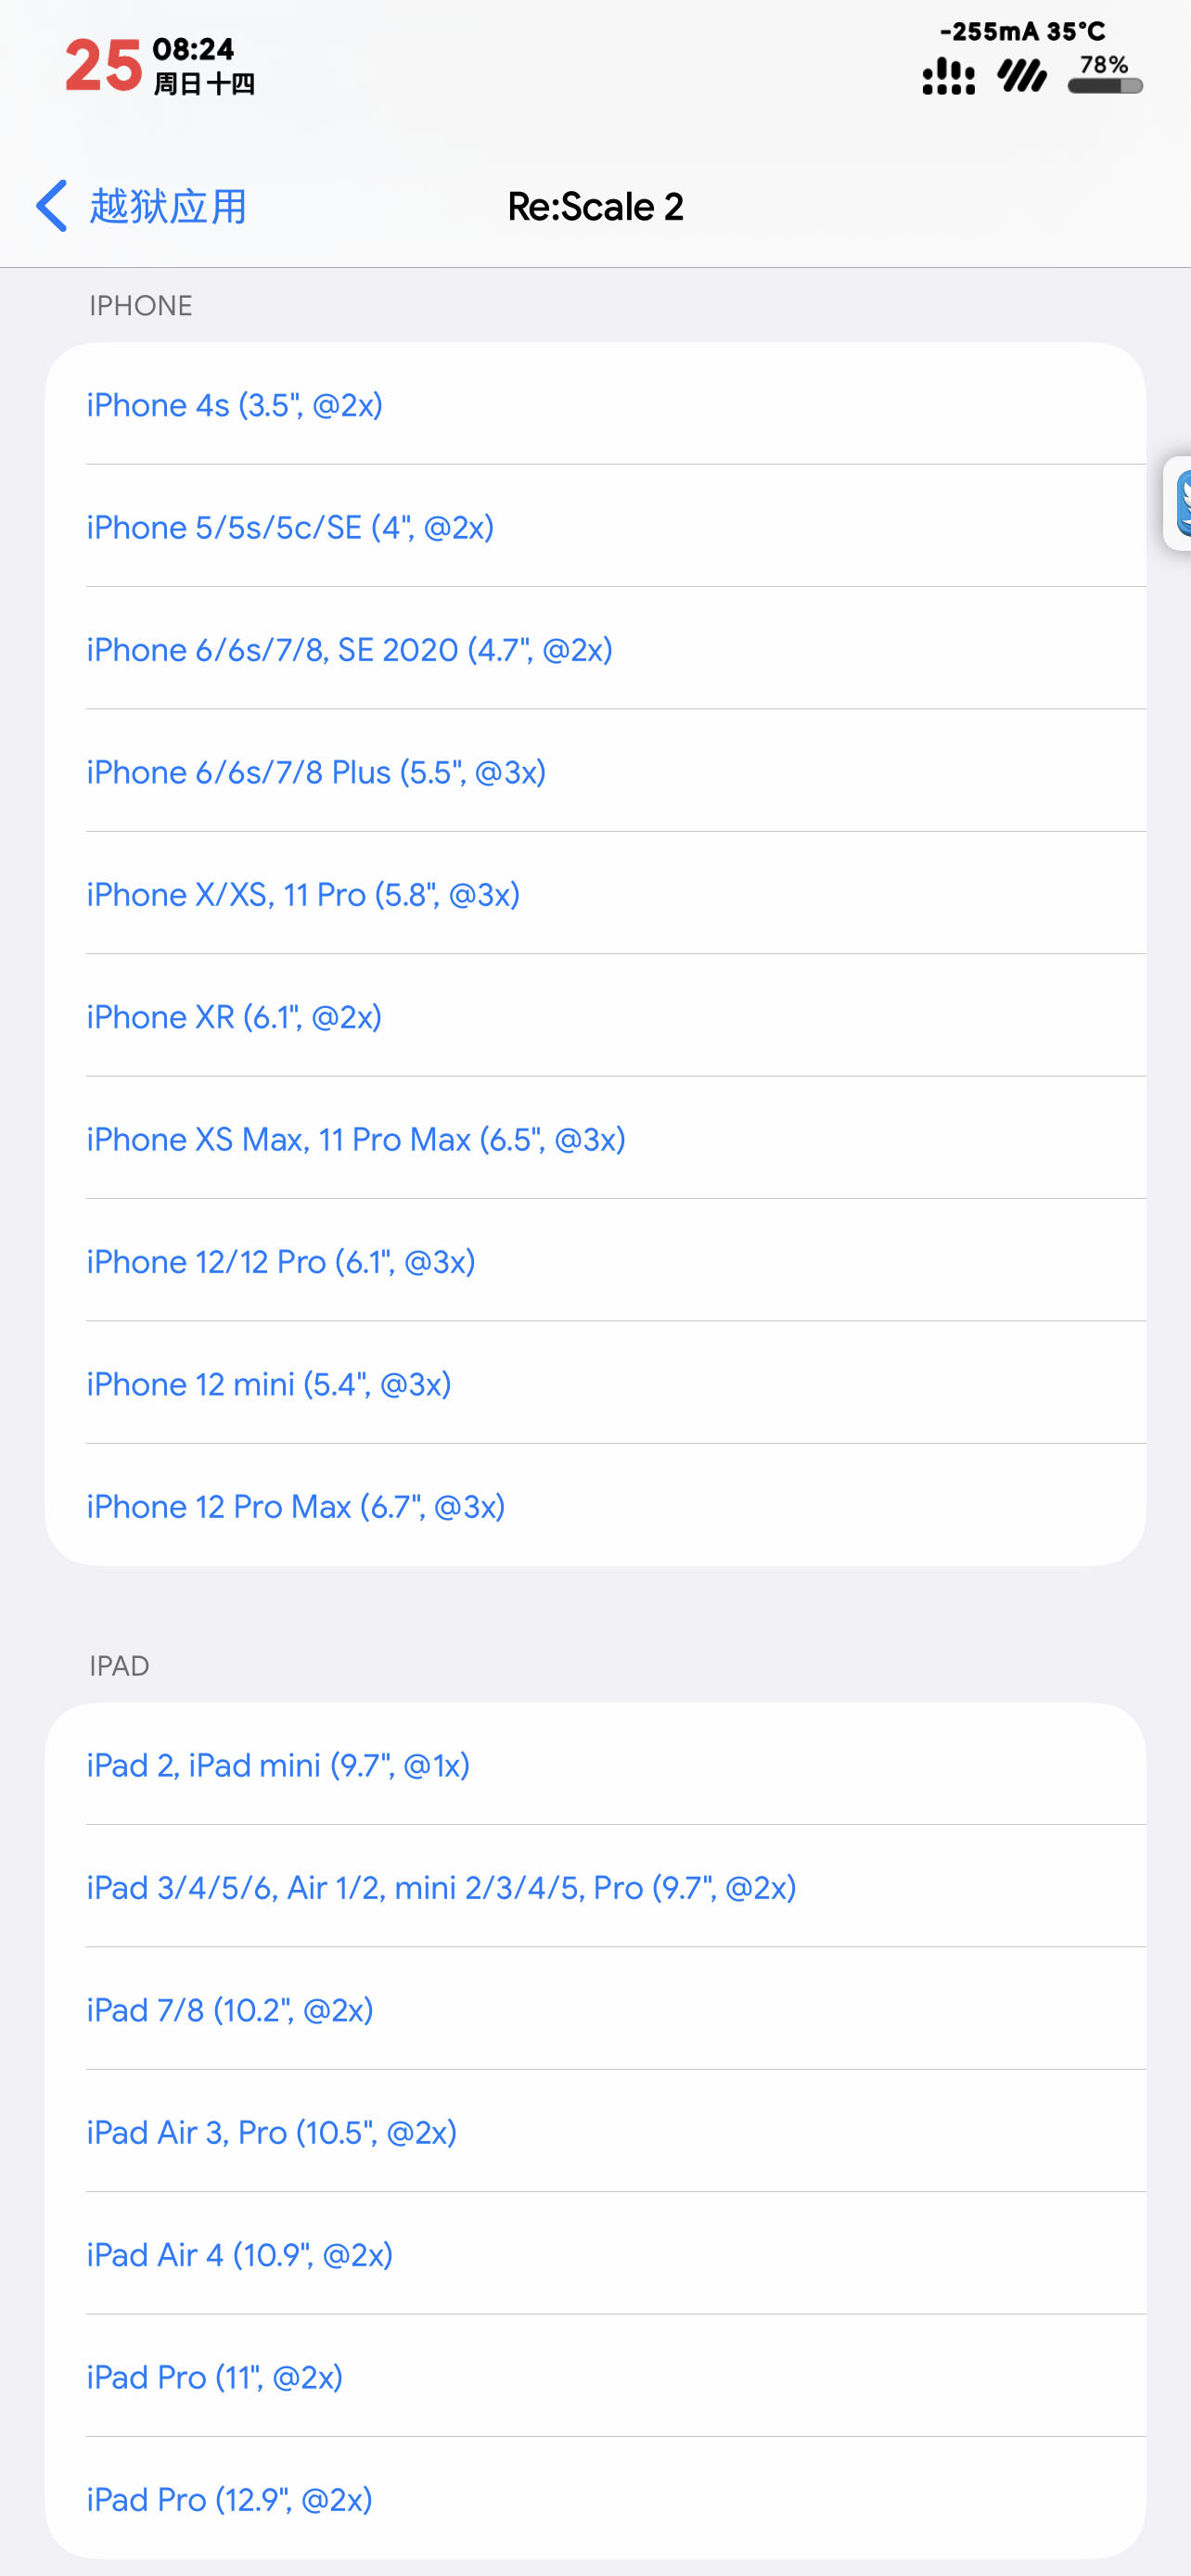 25
08:24
周日 十四
-255mA 35°C
78%
越狱应用
Re:Scale 2
IPHONE
iPhone 4s (3.5", @2x)
iPhone 5/5s/5c/SE (4", @2x)
iPhone 6/6s/7/8, SE 2020 (4.7", @2x)
iPhone 6/6s/7/8 Plus (5.5", @3x)
iPhone X/XS, 11 Pro (5.8", @3x)
iPhone XR (6.1", @2x)
iPhone XS Max, 11 Pro Max (6.5", @3x)
iPhone 12/12 Pro (6.1", @3x)
iPhone 12 mini (5.4", @3x)
iPhone 12 Pro Max (6.7", @3x)
IPAD
iPad 2, iPad mini (9.7", @1x)
iPad 3/4/5/6, Air 1/2, mini 2/3/4/5, Pro (9.7", @2x)
iPad 7/8 (10.2", @2x)
iPad Air 3, Pro (10.5", @2x)
iPad Air 4 (10.9", @2x)
iPad Pro (11", @2x)
iPad Pro (12.9", @2x)